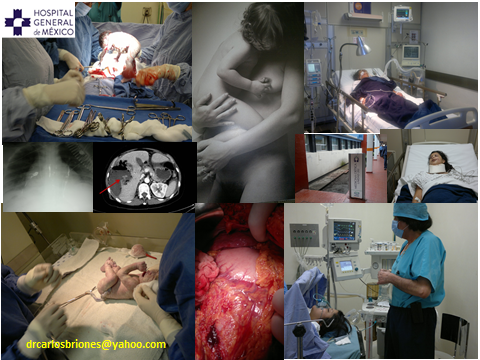 HOSPITAL
GENERAL
de MÉXICO
drcarlosbriones@yahoo.com